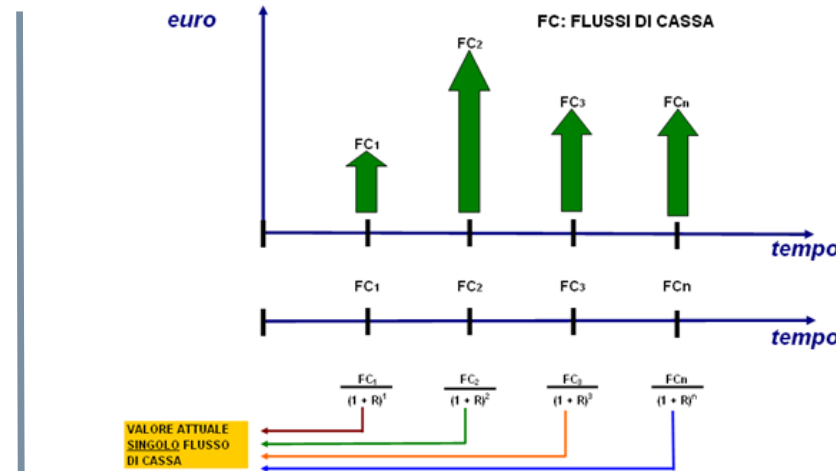 euro
FC: FLUSSI DI CASSA
FC2
FC3
FCn
FC1
tempo
FC1 FC2 FC3 FCn
tempo
FC1 FC2 FC3 FCn
(1 + R)1 (1 + R)2 (1 + R)3 (1 + R)n
VALORE ATTUALE
SINGOLO FLUSSO
DI CASSA